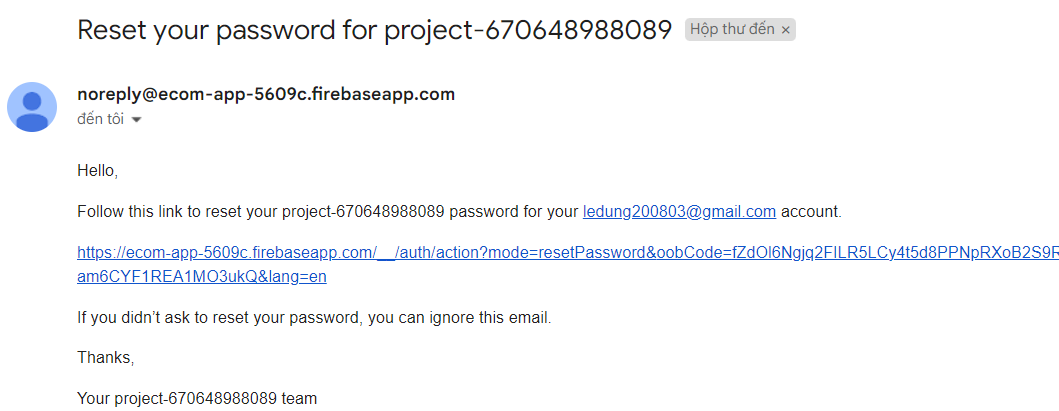 Reset your password for project-670648988089 Hộp thư đến ×
noreply@ecom-app-5609c.firebaseapp.com
đến tôi
Hello,
Follow this link to reset your project-670648988089 password for your ledung200803@gmail.com account.
https://ecom-app-5609c.firebaseapp.com/__/auth/action?mode=resetPassword&oobCode=fZdOl6Ngjq2FILR5LCy4t5d8PPNpRXoB2S9R
am6CYF1REA1MO3ukQ&lang=en
If you didn’t ask to reset your password, you can ignore this email.
Thanks,
Your project-670648988089 team